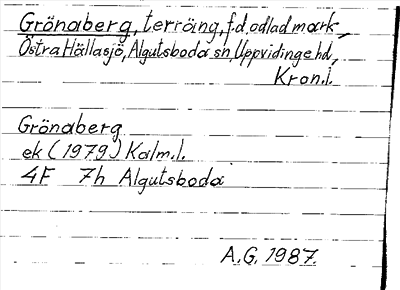 Grönaberg, terräng, f.d. odlad mark,
Östra Hällasjö, Algutsboda sn, Uppvidinge hd,
Kron.l.
Grönaberg
ek (1979) Kalm.l.
4F 7h Algutsboda
A.G. 1987.